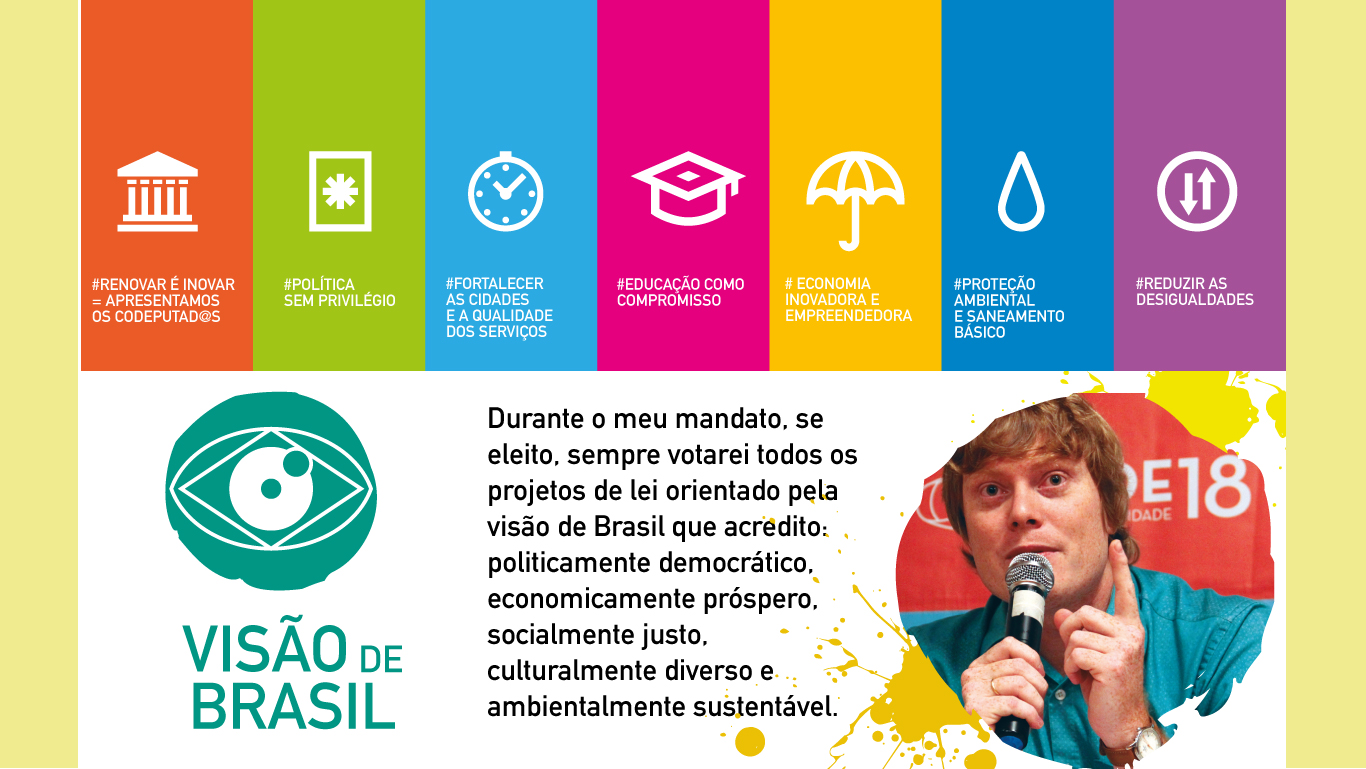 #RENOVAR É INOVAR
= APRESENTAMOS
OS CODEPUTAD@S
#POLÍTICA
SEM PRIVILÉGIO
#FORTALECER
AS CIDADES
E A QUALIDADE
DOS SERVIÇOS
#EDUCAÇÃO COMO
COMPROMISSO
# ECONOMIA
INOVADORA E
EMPREENDEDORA
#PROTEÇÃO
AMBIENTAL
E SANEAMENTO
BÁSICO
#REDUZIR AS
DESIGUALDADES
VISÃO DE
BRASIL
Durante o meu mandato, se
eleito, sempre votarei todos os
projetos de lei orientado pela
visão de Brasil que acredito:
politicamente democrático,
economicamente próspero,
socialmente justo,
culturalmente diverso e
ambientalmente sustentável.
DE18
IDADE